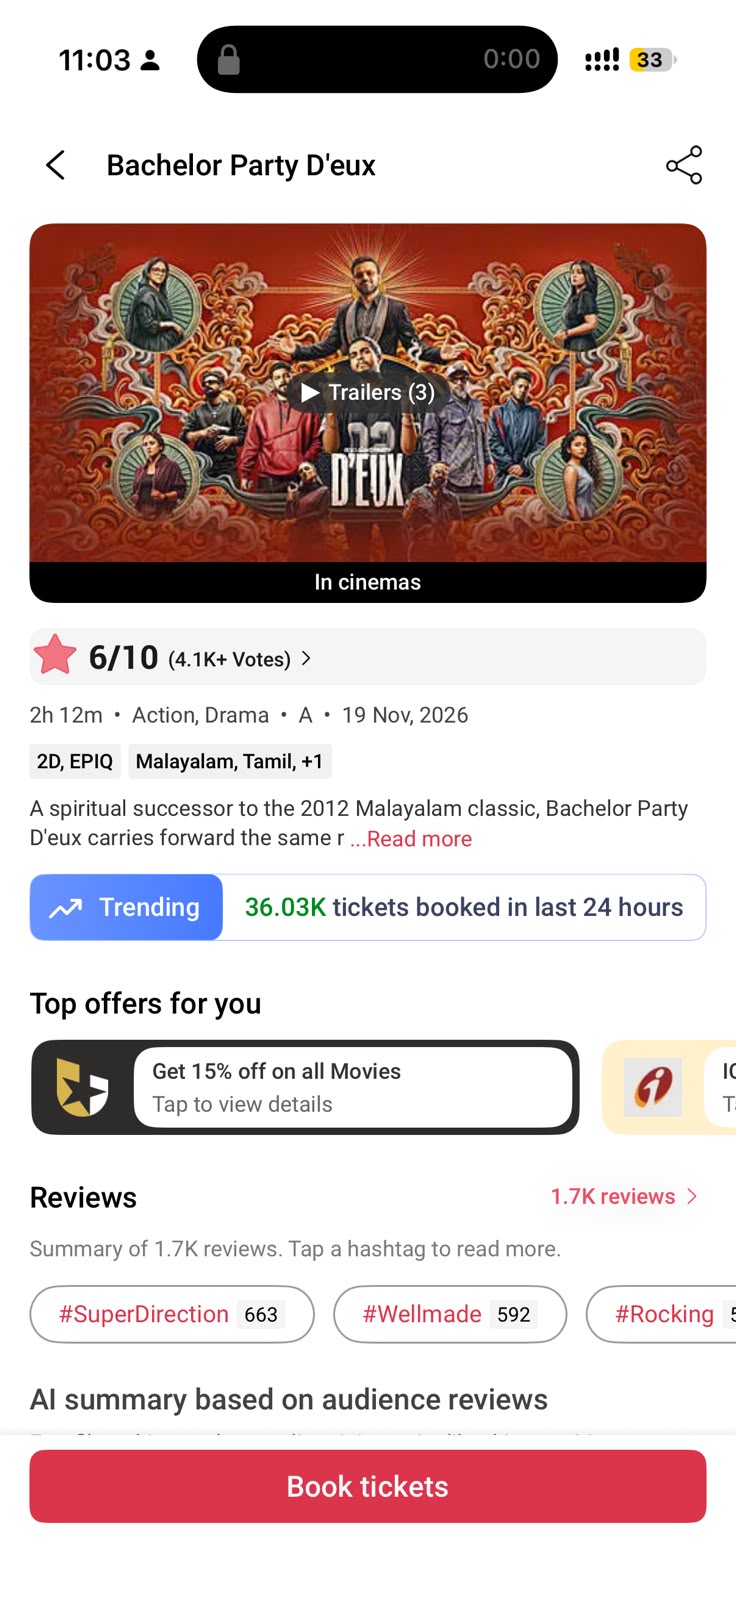 11:03
0:00
33
Bachelor Party D'eux
Trailers (3)
D'EUX
In cinemas
6/10 (4.1K+ Votes)
2h 12m • Action, Drama • A • 19 Nov, 2026
2D, EPIQ
Malayalam, Tamil, +1
A spiritual successor to the 2012 Malayalam classic, Bachelor Party
D'eux carries forward the same r ...Read more
Trending
36.03K tickets booked in last 24 hours
Top offers for you
Get 15% off on all Movies
Tap to view details
Reviews
1.7K reviews
Summary of 1.7K reviews. Tap a hashtag to read more.
#SuperDirection 663
#Wellmade 592
#Rocking
AI summary based on audience reviews
Book tickets